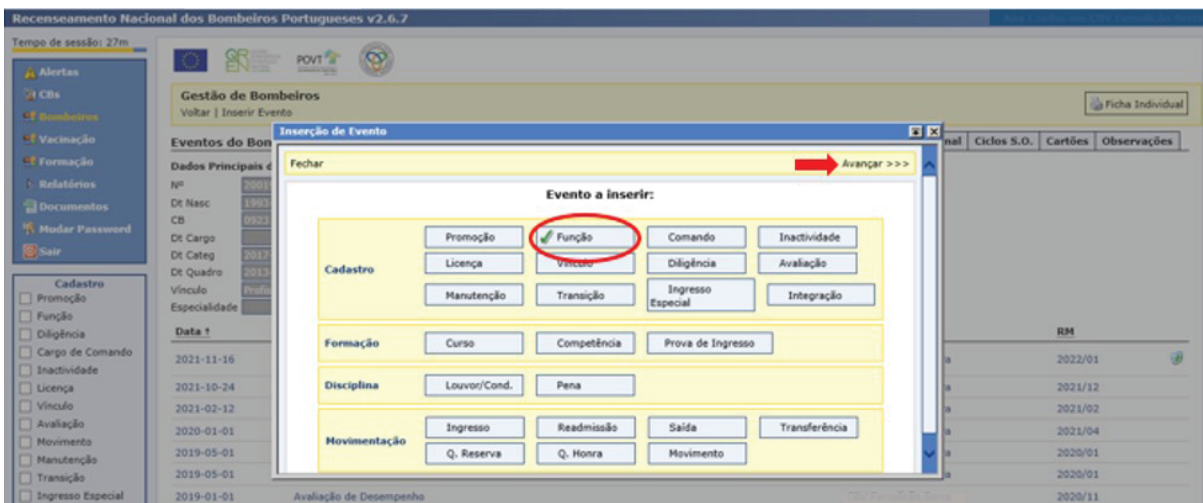 Recenseamento Nacional dos Bombeiros Portugueses v2.6.7
Tempo de sessão: 27m
Alertas
CBs
Bombeiros
Vacinação
Formação
Relatórios
Documentos
Mudar Password
Sair
Cadastro
Promoção
Função
Diligência
Cargo de Comando
Inactividade
Licença
Vínculo
Avaliação
Movimento
Manutenção
Transição
Ingresso Especial
QREN
POVT
Gestão de Bombeiros
Voltar | Inserir Evento
Ficha Individual
Eventos do Bom
nal Ciclos S.O. Cartões Observações
Dados Principais d
Nº
Dt Nasc
CB
Dt Cargo
Dt Categ
Dt Quadro
Vínculo
Especialidade
Inserção de Evento
Fechar Avançar >>>
Evento a inserir:
Cadastro
Promoção Função Comando Inactividade
Licença Vínculo Diligência Avaliação
Manutenção Transição Ingresso Especial Integração
Formação Curso Competência Prova de Ingresso
Disciplina Louvor/Cond. Pena
Movimentação
Ingresso Readmissão Saída Transferência
Q. Reserva Q. Honra Movimento
Data ↑ RM
2021-11-16 a 2022/01
2021-10-24 a 2021/12
2021-02-12 a 2021/02
2020-01-01 a 2021/04
2019-05-01 a 2020/01
2019-05-01 a 2020/01
2019-01-01 Avaliação de Desempenho 2020/11